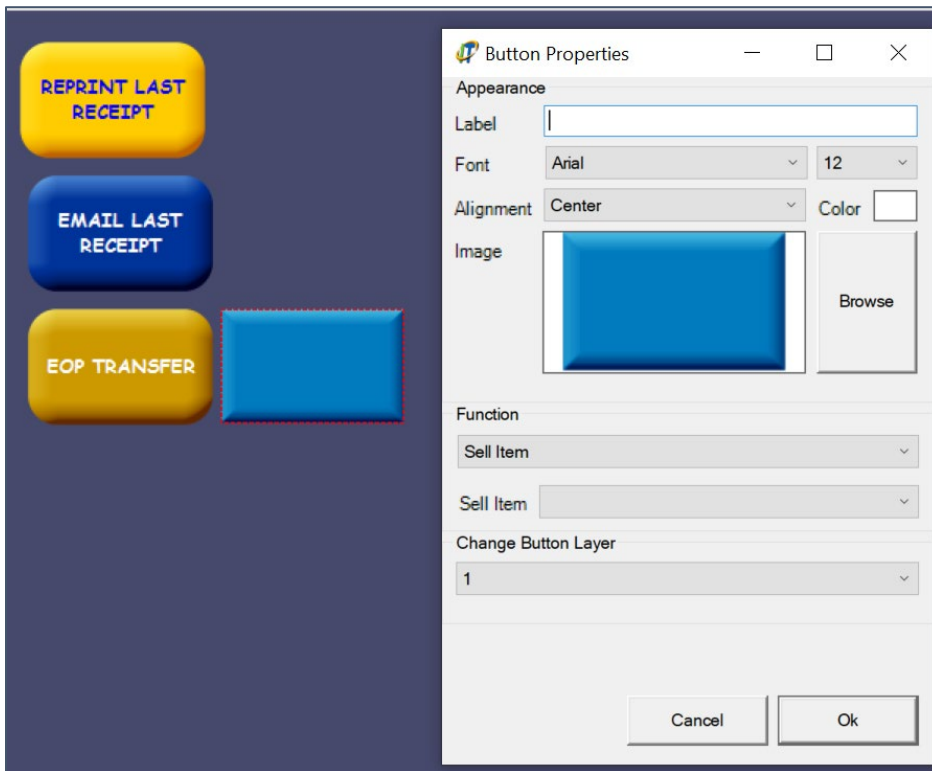 REPRINT LAST
RECEIPT
EMAIL LAST
RECEIPT
EOP TRANSFER
Button Properties
Appearance
Label
Font
Arial
12
Alignment
Center
Color
Image
Browse
Function
Sell Item
Sell Item
Change Button Layer
1
Cancel
Ok